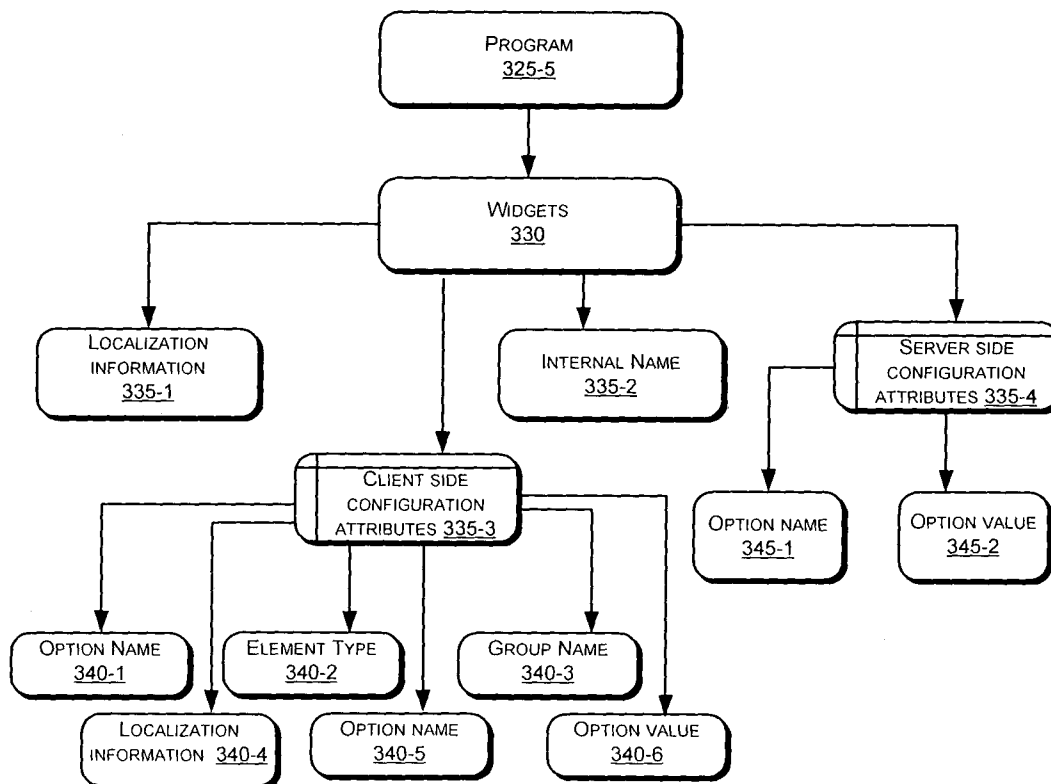 PROGRAM
325-5
WIDGETS
330
LOCALIZATION
INFORMATION
335-1
INTERNAL NAME
335-2
SERVER SIDE
CONFIGURATION
ATTRIBUTES 335-4
CLIENT SIDE
CONFIGURATION
ATTRIBUTES 335-3
OPTION NAME
345-1
OPTION VALUE
345-2
OPTION NAME
340-1
ELEMENT TYPE
340-2
GROUP NAME
340-3
LOCALIZATION
INFORMATION 340-4
OPTION NAME
340-5
OPTION VALUE
340-6